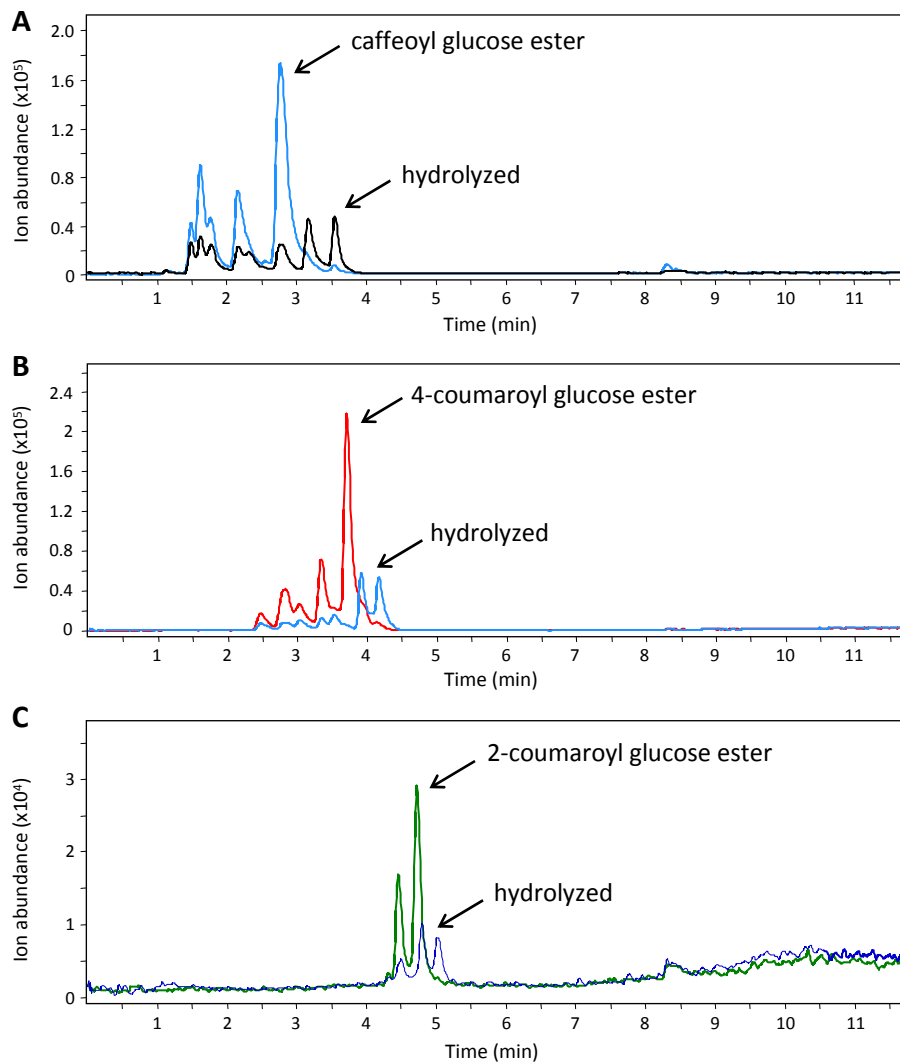 A
Ion abundance (x10⁵)
2.0
1.6
1.2
0.8
0.4
0
caffeoyl glucose ester
hydrolyzed
1 2 3 4 5 6 7 8 9 10 11
Time (min)
B
Ion abundance (x10⁵)
2.4
2
1.6
1.2
0.8
0.4
0
4-coumaroyl glucose ester
hydrolyzed
1 2 3 4 5 6 7 8 9 10 11
Time (min)
C
Ion abundance (x10⁴)
3
2
1
0
2-coumaroyl glucose ester
hydrolyzed
1 2 3 4 5 6 7 8 9 10 11
Time (min)